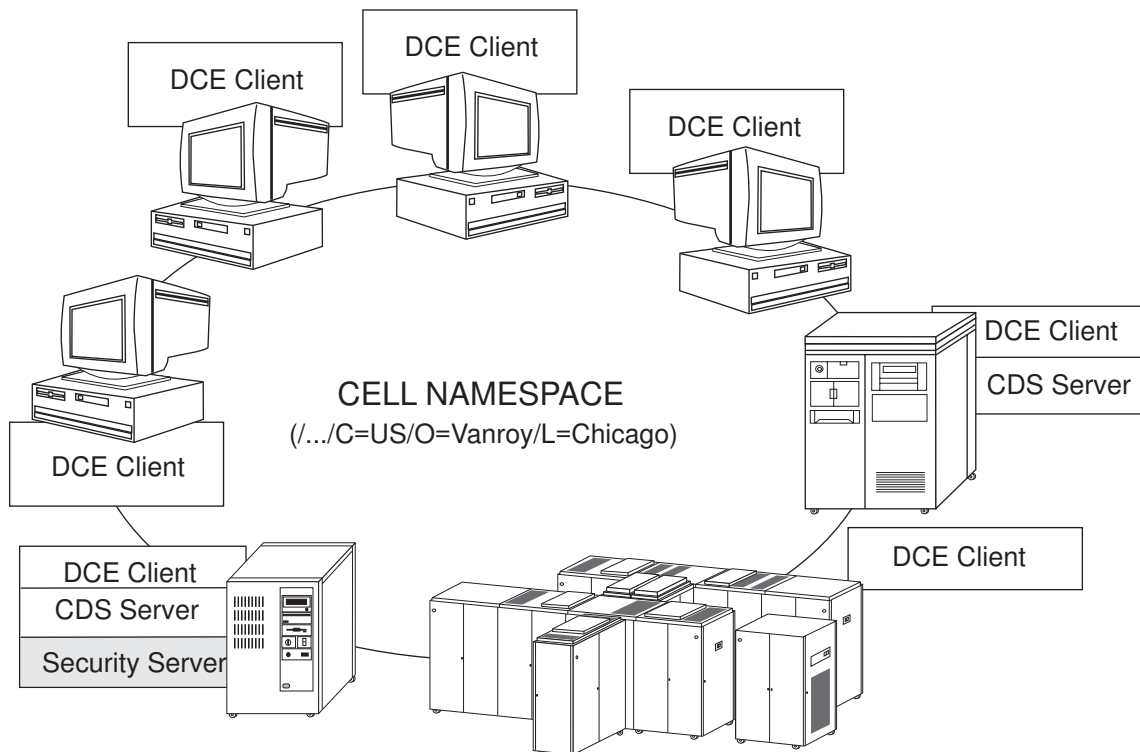 DCE Client
DCE Client
DCE Client
DCE Client
CDS Server
CELL NAMESPACE
(/.../C=US/O=Vanroy/L=Chicago)
DCE Client
DCE Client
DCE Client
CDS Server
Security Server